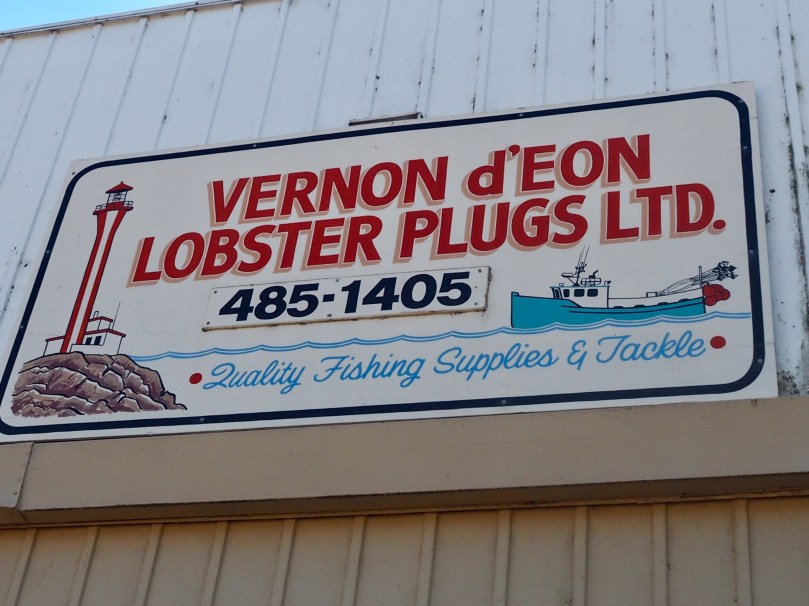 VERNON d'EON
LOBSTER PLUGS LTD.
485-1405
• Quality Fishing Supplies & Tackle •